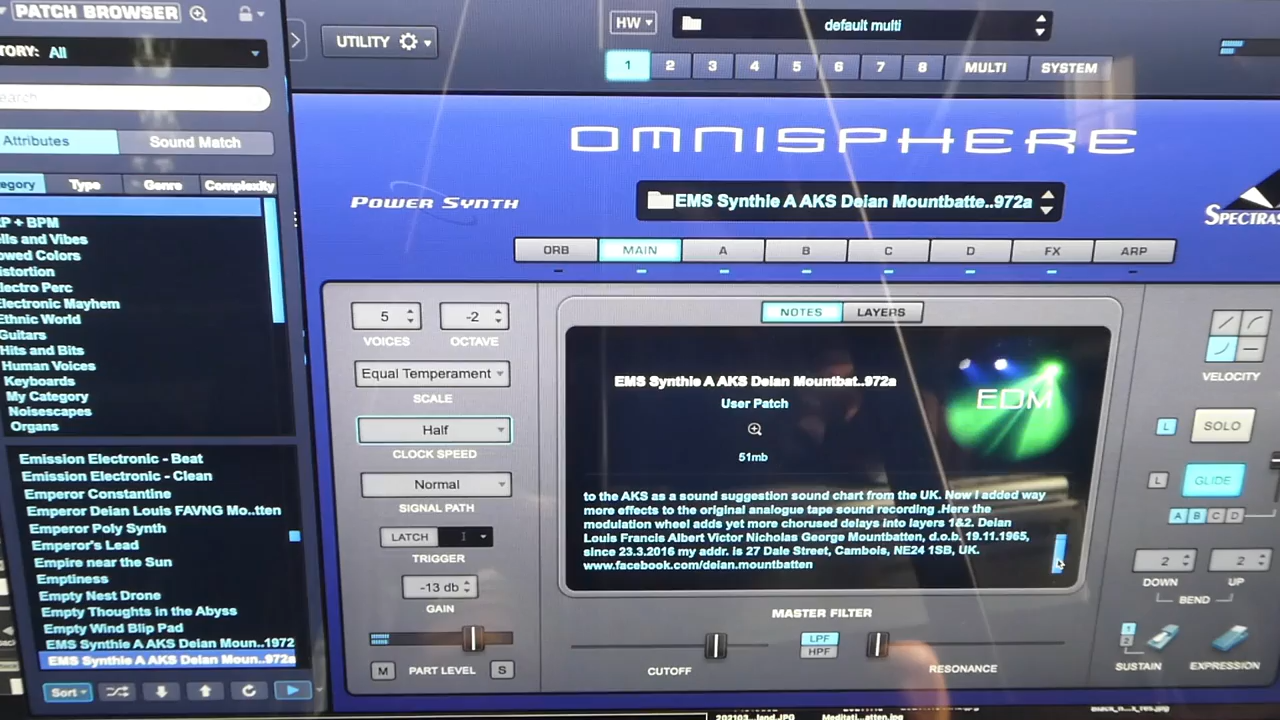 PATCH BROWSER
TORY: All
earch
Attributes
Sound Match
egory
Type
Genre
Complexity
RP + BPM
ells and Vibes
owed Colors
istortion
lectro Perc
Electronic Mayhem
Ethnic World
Guitars
Hits and Bits
Human Voices
Keyboards
My Category
Noisescapes
Organs
Emission Electronic - Beat
Emission Electronic - Clean
Emperor Constantine
Emperor Deian Louis FAVNG Mo..tten
Emperor Poly Synth
Emperor's Lead
Empire near the Sun
Emptiness
Empty Nest Drone
Empty Thoughts in the Abyss
Empty Wind Blip Pad
EMS Synthie A AKS Deian Moun..1972
EMS Synthie A AKS Deian Moun..972a
Sort
UTILITY
HW
default multi
1 2 3 4 5 6 7 8 MULTI SYSTEM
OMNISPHERE
POWER SYNTH
EMS Synthie A AKS Deian Mountbatte..972a
SPECTRAS
ORB MAIN A B C D FX ARP
5
VOICES
-2
OCTAVE
Equal Temperament
SCALE
Half
CLOCK SPEED
Normal
SIGNAL PATH
LATCH
TRIGGER
-13 db
GAIN
M PART LEVEL S
NOTES LAYERS
EMS Synthie A AKS Deian Mountbat..972a
User Patch
51mb
EDM
to the AKS as a sound suggestion sound chart from the UK. Now I added way
more effects to the original analogue tape sound recording .Here the
modulation wheel adds yet more chorused delays into layers 1&2. Deian
Louis Francis Albert Victor Nicholas George Mountbatten, d.o.b. 19.11.1965,
since 23.3.2016 my addr. is 27 Dale Street, Cambois, NE24 1SB, UK.
www.facebook.com/deian.mountbatten
MASTER FILTER
CUTOFF
LPF
HPF
RESONANCE
VELOCITY
L SOLO
L GLIDE
A B C D
2 2
DOWN UP
BEND
1
2
SUSTAIN
EXPRESSION